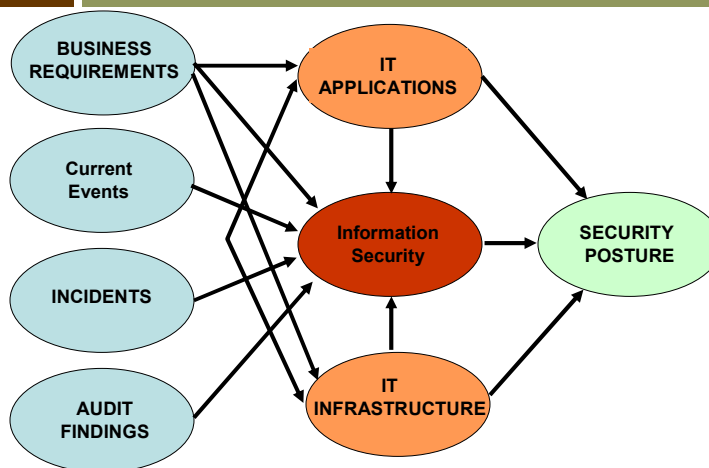 BUSINESS
REQUIREMENTS
IT
APPLICATIONS
Current
Events
Information
Security
SECURITY
POSTURE
INCIDENTS
IT
INFRASTRUCTURE
AUDIT
FINDINGS